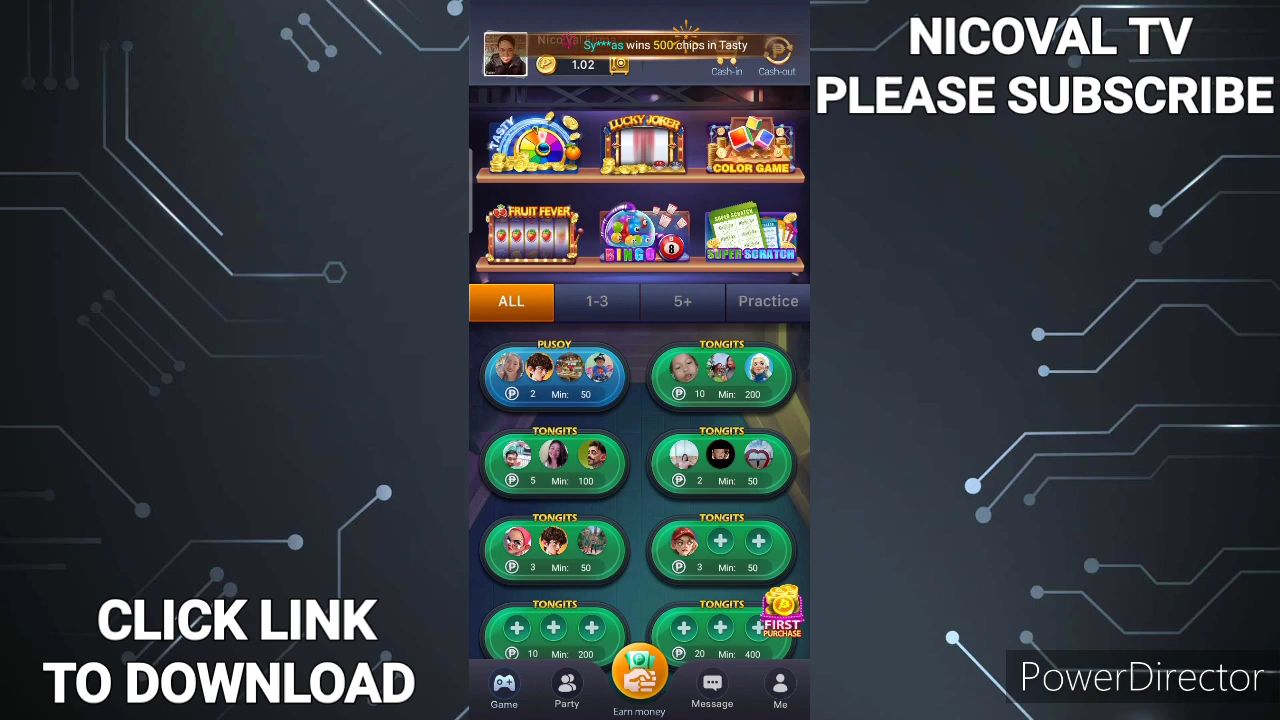 NICOVAL TV
PLEASE SUBSCRIBE
Sy***as wins 500 chips in Tasty
1.02
Cash-in
Cash-out
TASTY
LUCKY JOKER
COLOR GAME
FRUIT FEVER
BINGO
8
SUPER SCRATCH
SUPER SCRATCH
ALL
1-3
5+
Practice
PUSOY
2 Min: 50
TONGITS
10 Min: 200
TONGITS
5 Min: 100
TONGITS
2 Min: 50
TONGITS
3 Min: 50
TONGITS
3 Min: 50
TONGITS
10 Min: 200
TONGITS
20 Min: 400
FIRST
PURCHASE
Game
Party
Earn money
Message
Me
CLICK LINK
TO DOWNLOAD
PowerDirector